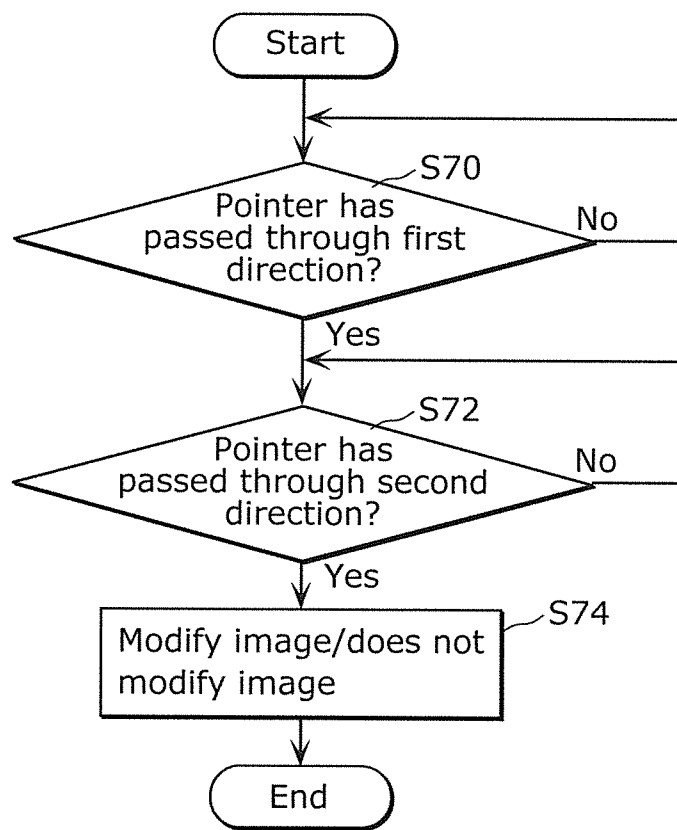 Start
S70
Pointer has
passed through first
direction?
No
Yes
S72
Pointer has
passed through second
direction?
No
Yes
S74
Modify image/does not
modify image
End